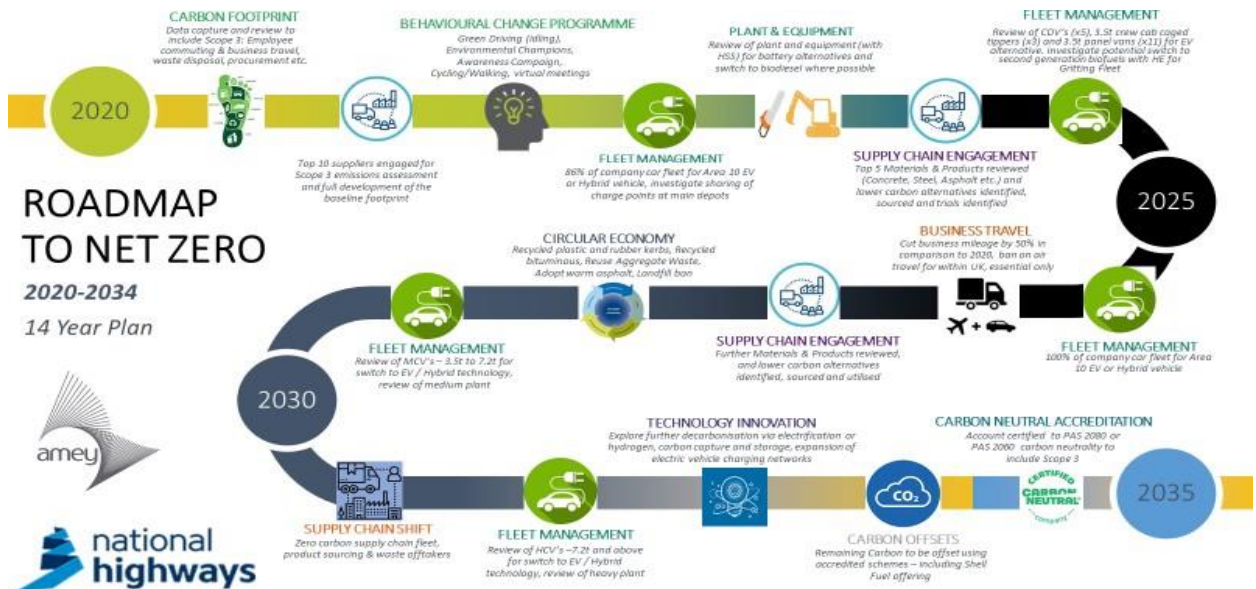 CARBON FOOTPRINT
Data capture and review to
include Scope 3: Employee
commuting & business travel,
waste disposal, procurement etc.
BEHAVIOURAL CHANGE PROGRAMME
Green Driving (Idling),
Environmental Champions,
Awareness Campaign,
Cycling/Walking, virtual meetings
PLANT & EQUIPMENT
Review of plant and equipment (with
HSS) for battery alternatives and
switch to biodiesel where possible
FLEET MANAGEMENT
Review of CDV's (x5), 3.5t crew cab caged
tippers (x3) and 3.5t panel vans (x11) for EV
alternative. Investigate potential switch to
second generation biofuels with HE for
Gritting Fleet
2020
Top 10 suppliers engaged for
Scope 3 emissions assessment
and full development of the
baseline footprint
FLEET MANAGEMENT
86% of company car fleet for Area 10 EV
or Hybrid vehicle, investigate sharing of
charge points at main depots
SUPPLY CHAIN ENGAGEMENT
Top 5 Materials & Products reviewed
(Concrete, Steel, Asphalt etc.) and
lower carbon alternatives identified,
sourced and trials identified
2025
ROADMAP
TO NET ZERO
2020-2034
14 Year Plan
CIRCULAR ECONOMY
Recycled plastic and rubber kerbs, Recycled
bituminous, Reuse Aggregate Waste,
Adopt warm asphalt, Landfill ban
BUSINESS TRAVEL
Cut business mileage by 50% in
comparison to 2020, ban on air
travel for within UK, essential only
FLEET MANAGEMENT
Review of MCV's – 3.5t to 7.2t for
switch to EV / Hybrid technology,
review of medium plant
SUPPLY CHAIN ENGAGEMENT
Further Materials & Products reviewed,
and lower carbon alternatives
identified, sourced and utilised
FLEET MANAGEMENT
100% of company car fleet for Area
10 EV or Hybrid vehicle
2030
amey
TECHNOLOGY INNOVATION
Explore further decarbonisation via electrification or
hydrogen, carbon capture and storage, expansion of
electric vehicle charging networks
CARBON NEUTRAL ACCREDITATION
Account certified to PAS 2080 or
PAS 2060 carbon neutrality to
include Scope 3
CO2
CERTIFIED
CARBON
NEUTRAL
company
2035
SUPPLY CHAIN SHIFT
Zero carbon supply chain fleet,
product sourcing & waste offtakers
FLEET MANAGEMENT
Review of HCV's –7.2t and above
for switch to EV / Hybrid
technology, review of heavy plant
CARBON OFFSETS
Remaining Carbon to be offset using
accredited schemes – including Shell
Fuel offering
national
highways